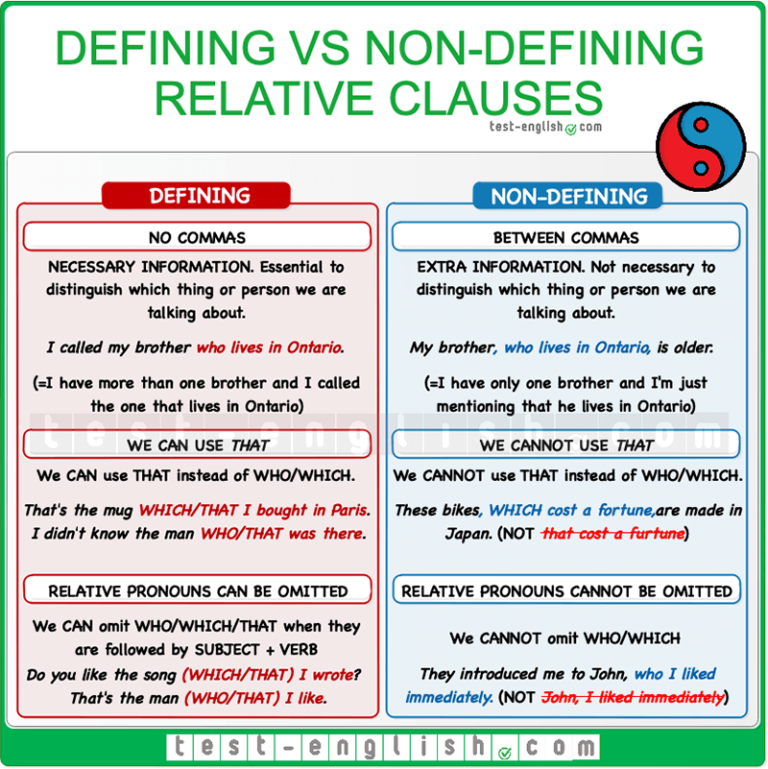 DEFINING VS NON-DEFINING
RELATIVE CLAUSES
test-english.com
DEFINING
NO COMMAS
NECESSARY INFORMATION. Essential to
distinguish which thing or person we are
talking about.
I called my brother who lives in Ontario.
(=I have more than one brother and I called
the one that lives in Ontario)
WE CAN USE THAT
We CAN use THAT instead of WHO/WHICH.
That's the mug WHICH/THAT I bought in Paris.
I didn't know the man WHO/THAT was there.
RELATIVE PRONOUNS CAN BE OMITTED
We CAN omit WHO/WHICH/THAT when they
are followed by SUBJECT + VERB
Do you like the song (WHICH/THAT) I wrote?
That's the man (WHO/THAT) I like.
NON-DEFINING
BETWEEN COMMAS
EXTRA INFORMATION. Not necessary to
distinguish which thing or person we are
talking about.
My brother, who lives in Ontario, is older.
(=I have only one brother and I'm just
mentioning that he lives in Ontario)
WE CANNOT USE THAT
We CANNOT use THAT instead of WHO/WHICH.
These bikes, WHICH cost a fortune,are made in
Japan. (NOT that cost a furtune)
RELATIVE PRONOUNS CANNOT BE OMITTED
We CANNOT omit WHO/WHICH
They introduced me to John, who I liked
immediately. (NOT John, I liked immediately)
test-english.com
test-english.com